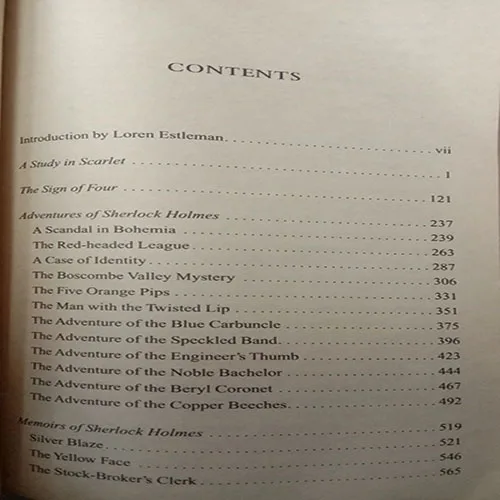 CONTENTS
Introduction by Loren Estleman. vii
A Study in Scarlet 1
The Sign of Four 121
Adventures of Sherlock Holmes 237
A Scandal in Bohemia 239
The Red-headed League 263
A Case of Identity 287
The Boscombe Valley Mystery 306
The Five Orange Pips 331
The Man with the Twisted Lip 351
The Adventure of the Blue Carbuncle 375
The Adventure of the Speckled Band 396
The Adventure of the Engineer's Thumb 423
The Adventure of the Noble Bachelor 444
The Adventure of the Beryl Coronet 467
The Adventure of the Copper Beeches 492
Memoirs of Sherlock Holmes 519
Silver Blaze 521
The Yellow Face 546
The Stock-Broker's Clerk 565